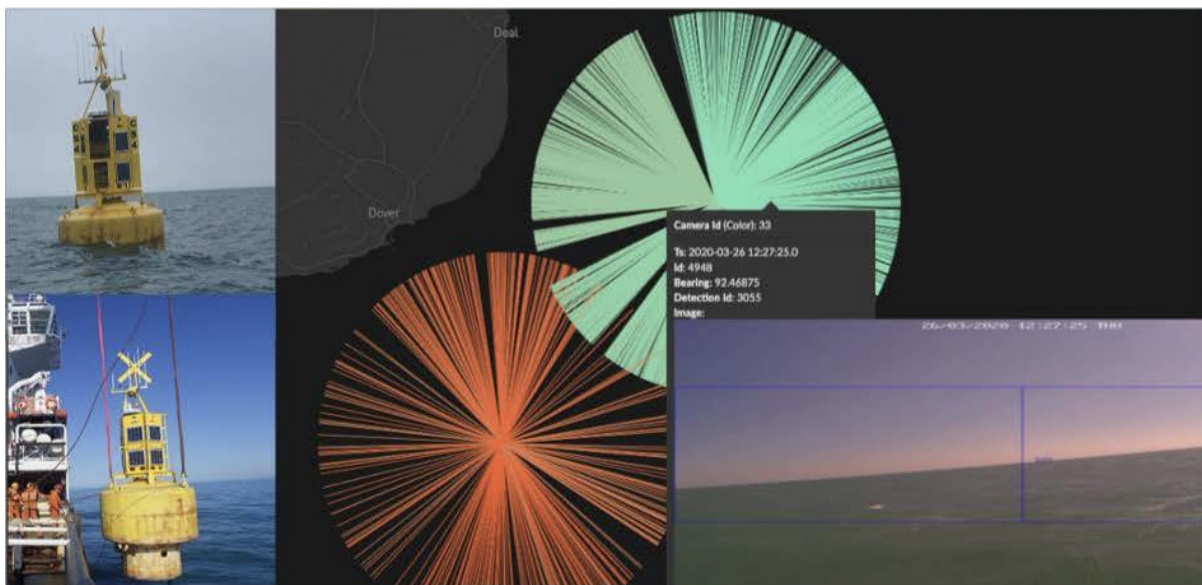 Deal
Dover
Camera Id (Color): 33
Ts: 2020-03-26 12:27:25.0
Id: 4948
Bearing: 92.46875
Detection Id: 3055
Image:
26/03/2020 12:27:25 THU